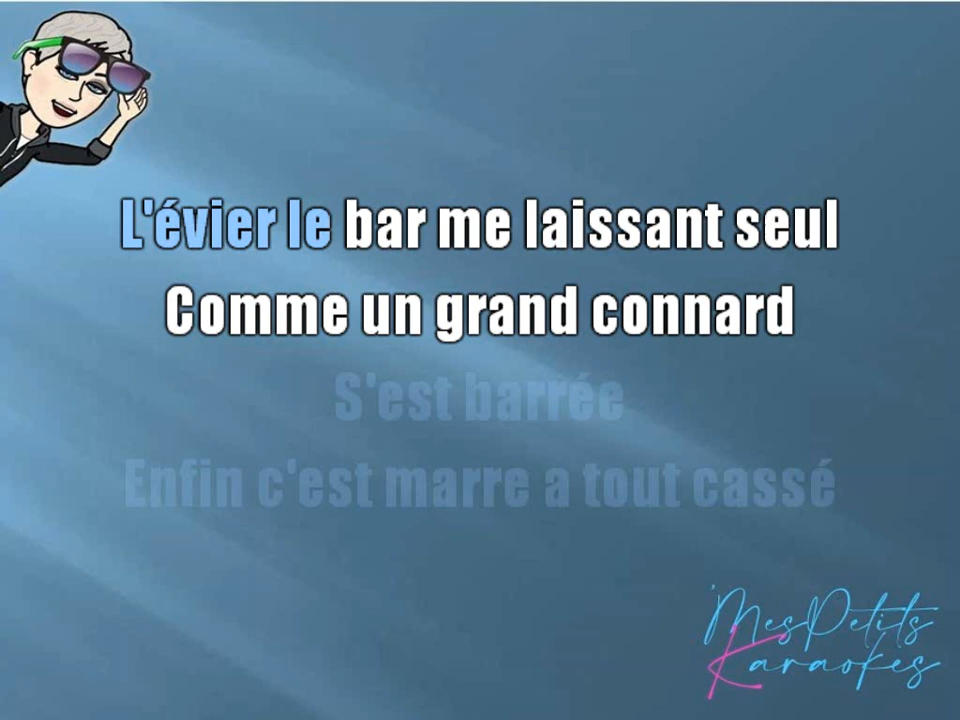 L'évier le bar me laissant seul
Comme un grand connard
S'est barrée
Enfin c'est marre a tout cassé
MesPetits
Karaokes